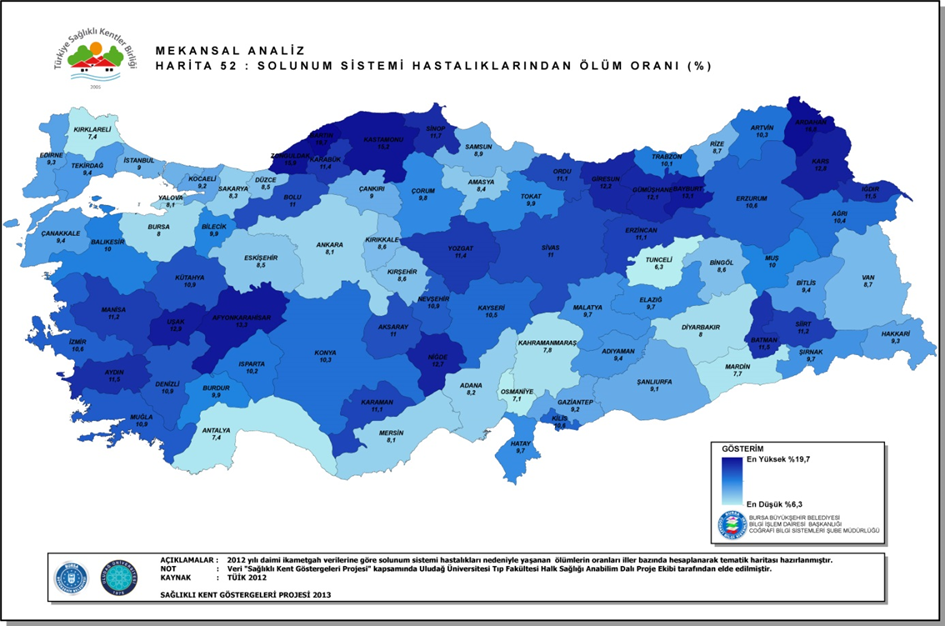 Türkiye Sağlıklı Kentler Birliği
2005
MEKANSAL ANALİZ
HARİTA 52 : SOLUNUM SİSTEMİ HASTALIKLARINDAN ÖLÜM ORANI (%)
KIRKLARELİ
7,4
EDİRNE
9,3
TEKİRDAĞ
9,4
İSTANBUL
9
KOCAELİ
9,2
YALOVA
8,1
SAKARYA
8,3
DÜZCE
8,5
ZONGULDAK
KARABÜK
11,4
KASTAMONU
SİNOP
11,7
SAMSUN
8,9
AMASYA
8,4
ORDU
11,1
GİRESUN
12,2
TRABZON
10,1
RİZE
8,7
ARTVİN
10,3
ARDAHAN
KARS
12,8
IĞDIR
11,5
AĞRI
10,4
ERZURUM
10,6
BAYBURT
GÜMÜŞHANE
12,1
ERZİNCAN
11,1
TOKAT
9,9
ÇORUM
9,8
ÇANKIRI
9
BOLU
11
BİLECİK
9,8
BURSA
8
ÇANAKKALE
9,4
BALIKESİR
10
KÜTAHYA
10,9
ESKİŞEHİR
8,5
ANKARA
8,1
KIRIKKALE
8,6
KIRŞEHİR
8,6
YOZGAT
11,4
SİVAS
11
TUNCELİ
6,3
BİNGÖL
8,6
MUŞ
10
BİTLİS
9,4
VAN
8,7
HAKKARİ
9,3
ŞIRNAK
9,7
SİİRT
11,2
BATMAN
11,5
DİYARBAKIR
8
MARDİN
7,7
ELAZIĞ
9,7
MALATYA
9,7
ADIYAMAN
9,4
ŞANLIURFA
9,1
KAHRAMANMARAŞ
7,8
GAZİANTEP
9,2
KİLİS
10,6
OSMANİYE
7,1
HATAY
9,7
ADANA
8,2
MERSİN
8,1
KARAMAN
11,1
NİĞDE
12,7
KAYSERİ
10,5
NEVŞEHİR
10,9
AKSARAY
11
KONYA
10,3
AFYONKARAHİSAR
UŞAK
MANİSA
11,2
İZMİR
10,6
AYDIN
11,5
DENİZLİ
10,5
MUĞLA
10,9
BURDUR
9,9
ISPARTA
10,2
ANTALYA
7,4
GÖSTERİM
En Yüksek %19,7
En Düşük %6,3
BURSA BÜYÜKŞEHİR BELEDİYESİ
BİLGİ İŞLEM DAİRESİ BAŞKANLIĞI
COĞRAFİ BİLGİ SİSTEMLERİ ŞUBE MÜDÜRLÜĞÜ
AÇIKLAMALAR : 2012 yılı daimi ikametgah verilerine göre solunum sistemi hastalıkları nedeniyle yaşanan ölümlerin oranları iller bazında hesaplanarak tematik haritası hazırlanmıştır.
NOT : Veri "Sağlıklı Kent Göstergeleri Projesi" kapsamında Uludağ Üniversitesi Tıp Fakültesi Halk Sağlığı Anabilim Dalı Proje Ekibi tarafından elde edilmiştir.
KAYNAK : TÜİK 2012
SAĞLIKLI KENT GÖSTERGELERİ PROJESİ 2013